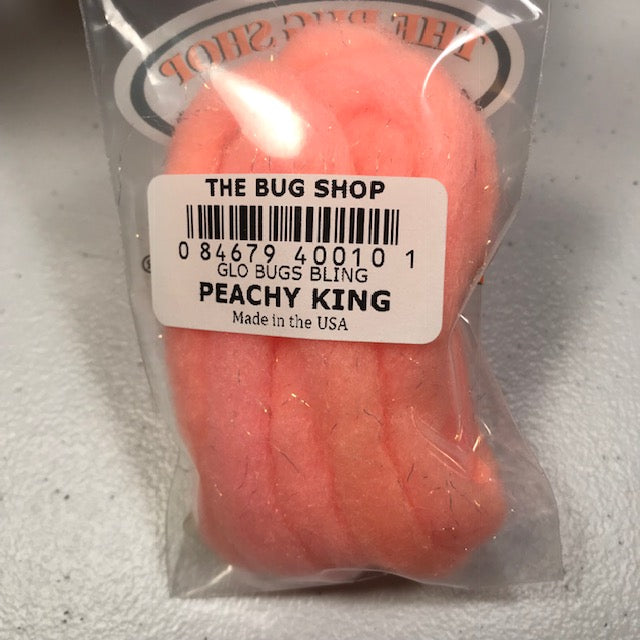 THE BUG SHOP
THE BUG SHOP
0 84679 40010 1
GLO BUGS BLING
PEACHY KING
Made in the USA
®